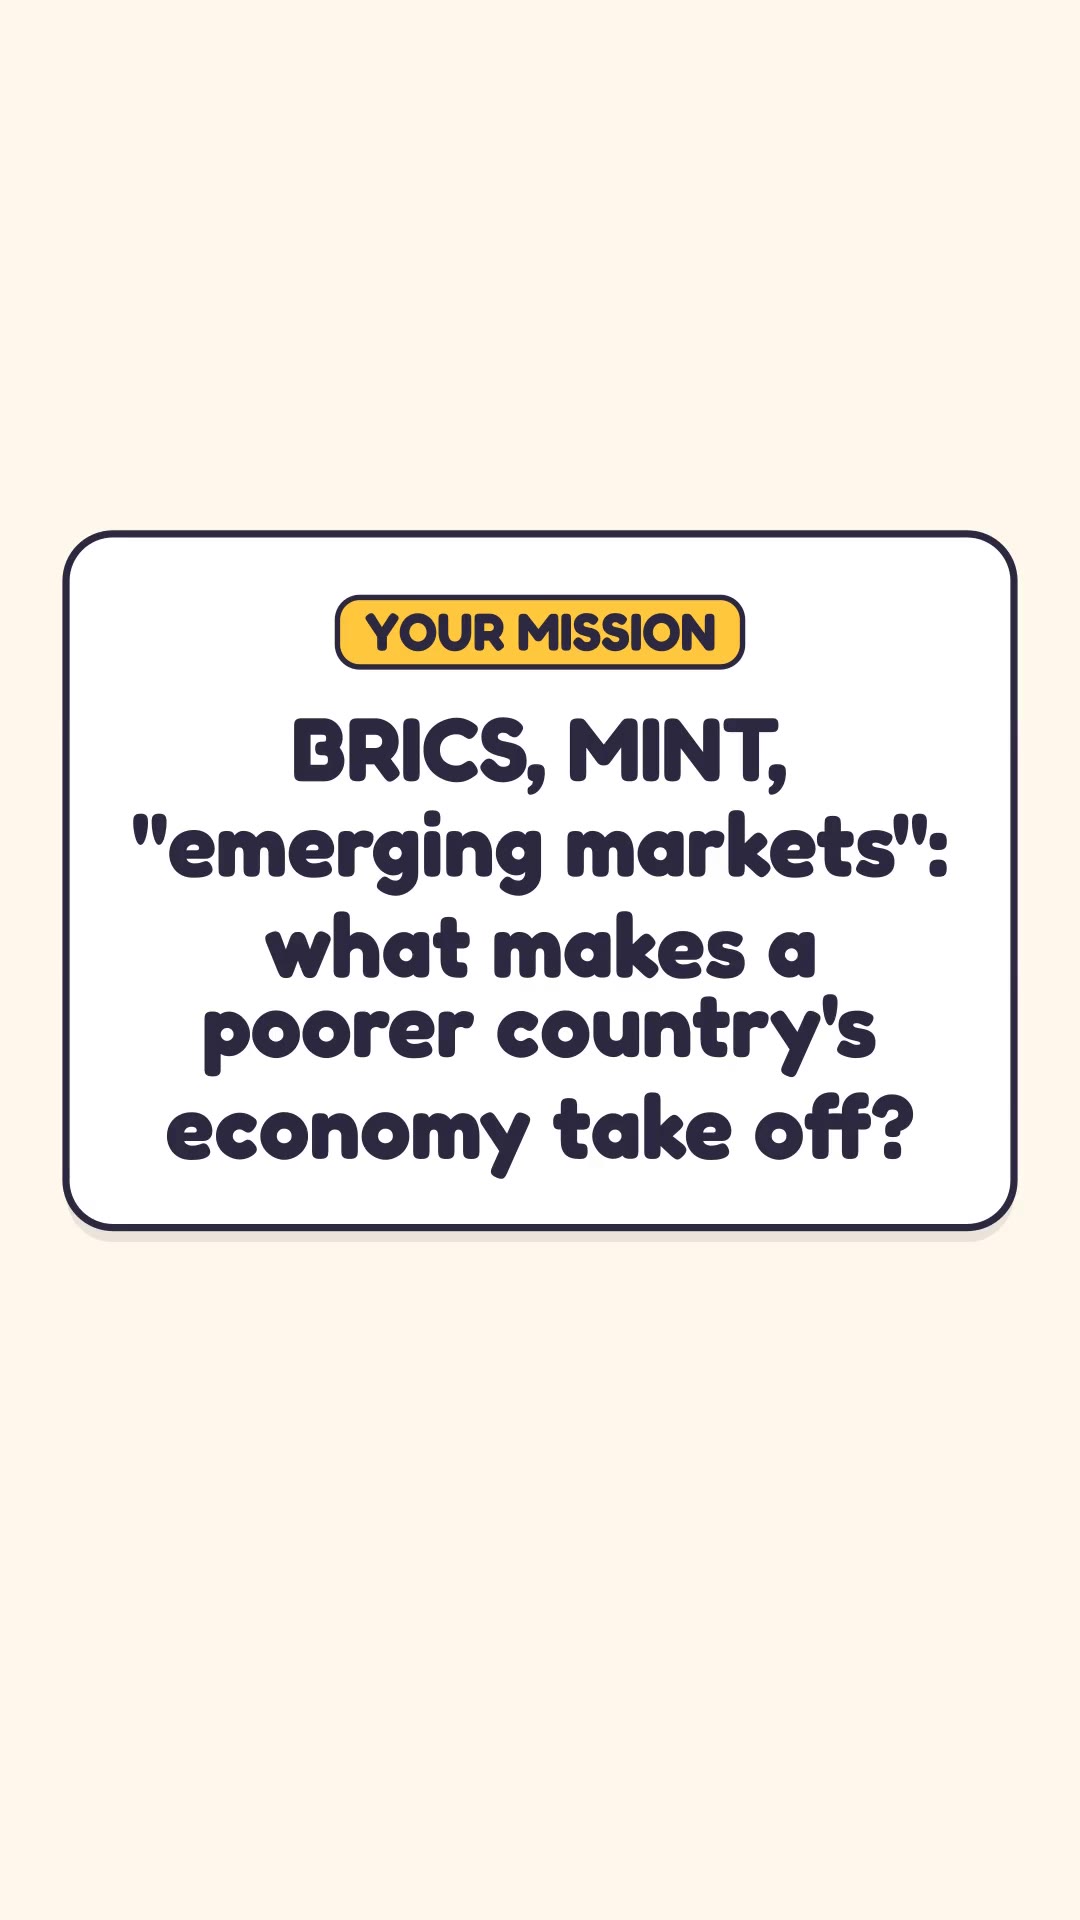 YOUR MISSION
BRICS, MINT,
"emerging markets":
what makes a
poorer country's
economy take off?